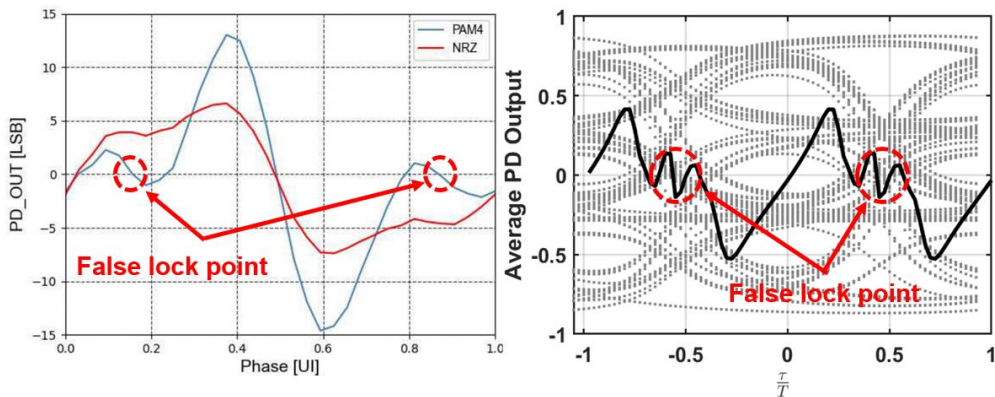 PD_OUT [LSB]
15
10
5
0
−5
−10
−15
PAM4
NRZ
False lock point
0.0
0.2
0.4
0.6
0.8
1.0
Phase [UI]
Average PD Output
1
0.5
0
-0.5
-1
False lock point
-1
-0.5
0
0.5
1
τ
T